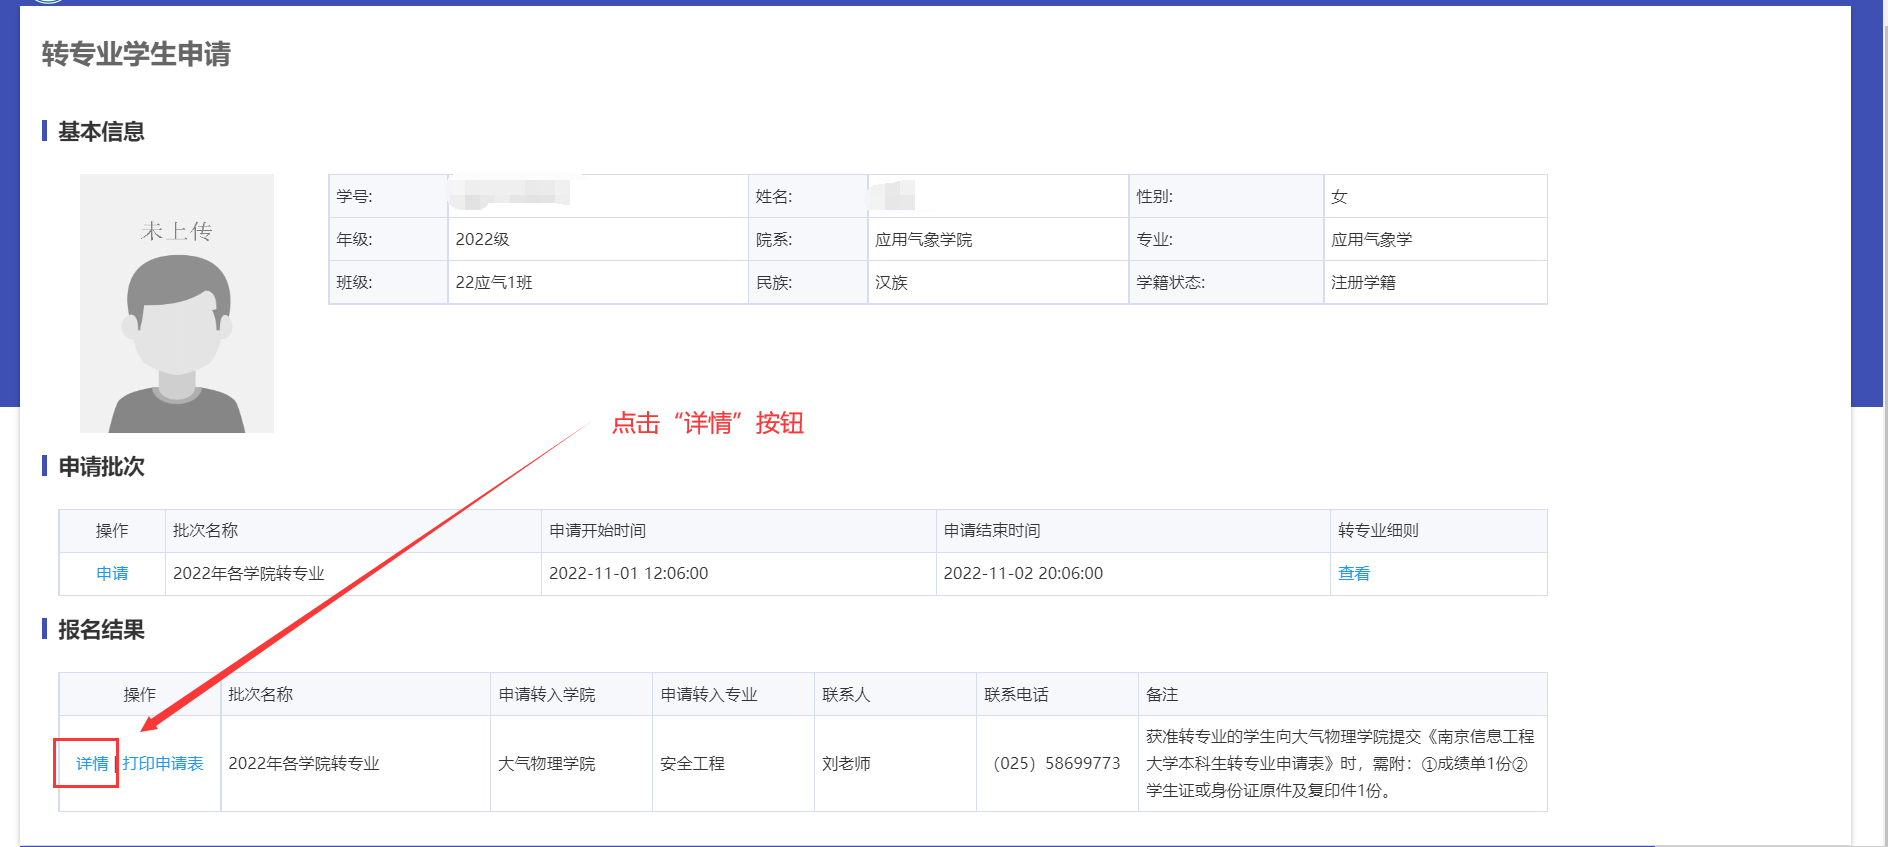 转专业学生申请
基本信息
未上传
学号: 姓名: 性别: 女
年级: 2022级 院系: 应用气象学院 专业: 应用气象学
班级: 22应气1班 民族: 汉族 学籍状态: 注册学籍
点击“详情”按钮
申请批次
操作 批次名称 申请开始时间 申请结束时间 转专业细则
申请 2022年各学院转专业 2022-11-01 12:06:00 2022-11-02 20:06:00 查看
报名结果
操作 批次名称 申请转入学院 申请转入专业 联系人 联系电话 备注
详情 | 打印申请表 2022年各学院转专业 大气物理学院 安全工程 刘老师 （025）58699773
获准转专业的学生向大气物理学院提交《南京信息工程
大学本科生转专业申请表》时，需附：①成绩单1份②
学生证或身份证原件及复印件1份。